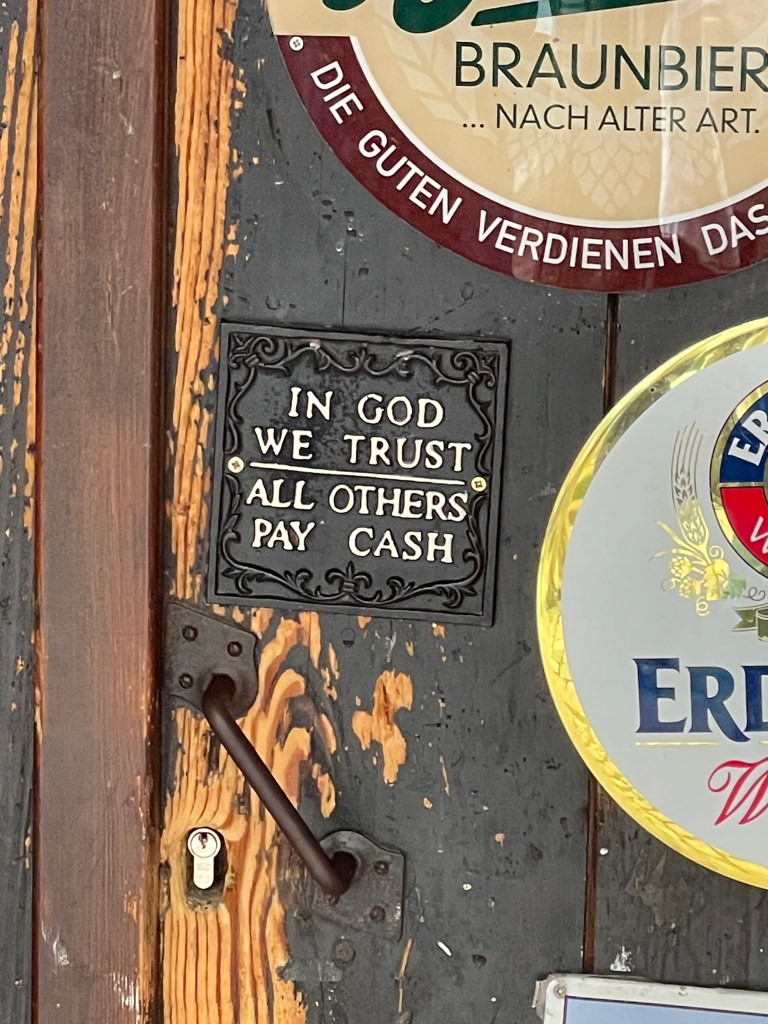 BRAUNBIER
... NACH ALTER ART.
DIE GUTEN VERDIENEN DAS
IN GOD
WE TRUST
ALL OTHERS
PAY CASH